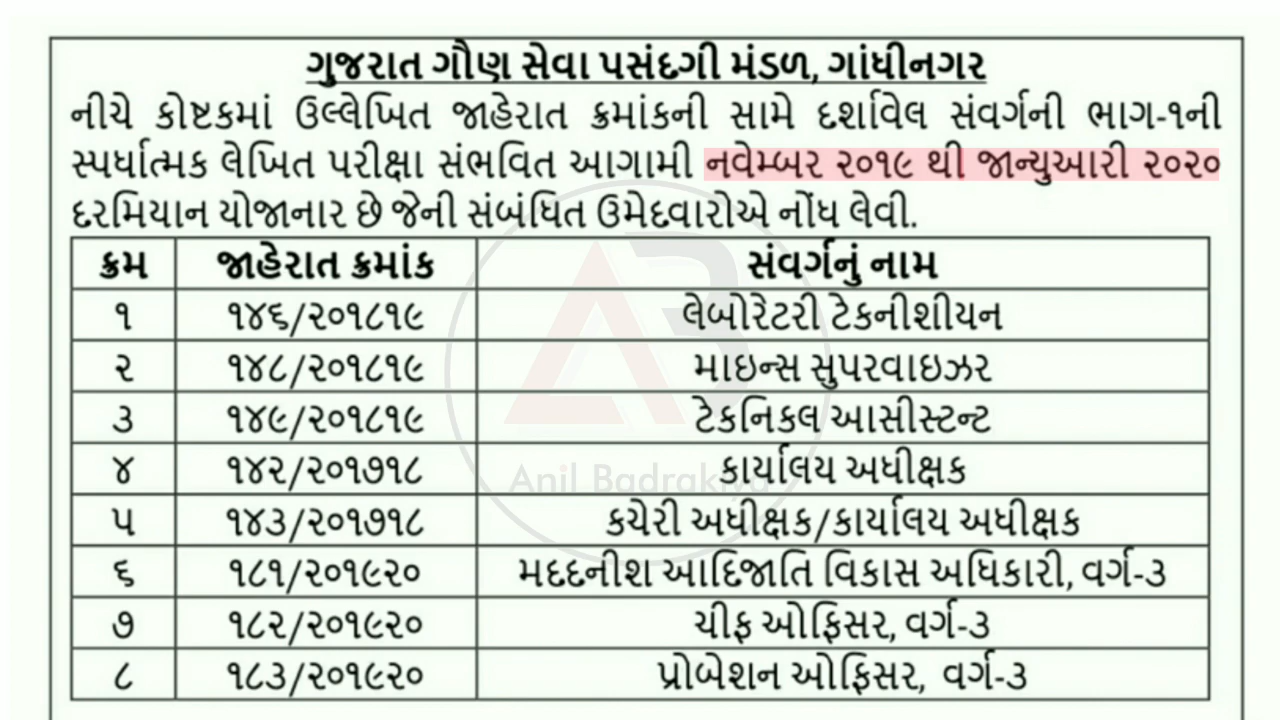 ગુજરાત ગૌણ સેવા પસંદગી મંડળ, ગાંધીનગર
નીચે કોષ્ટકમાં ઉલ્લેખિત જાહેરાત ક્રમાંકની સામે દર્શાવેલ સંવર્ગની ભાગ-૧ની
સ્પર્ધાત્મક લેખિત પરીક્ષા સંભવિત આગામી નવેમ્બર ૨૦૧૯ થી જાન્યુઆરી ૨૦૨૦
દરમિયાન યોજાનાર છે જેની સંબંધિત ઉમેદવારોએ નોંધ લેવી.
ક્રમ જાહેરાત ક્રમાંક સંવર્ગનું નામ
૧ ૧૪૬/૨૦૧૮૧૯ લેબોરેટરી ટેકનીશીયન
૨ ૧૪૮/૨૦૧૮૧૯ માઇન્સ સુપરવાઇઝર
૩ ૧૪૯/૨૦૧૮૧૯ ટેકનિકલ આસીસ્ટન્ટ
૪ ૧૪૨/૨૦૧૭૧૮ કાર્યાલય અધીક્ષક
Anil Badrakiya
૫ ૧૪૩/૨૦૧૭૧૮ કચેરી અધીક્ષક/કાર્યાલય અધીક્ષક
૬ ૧૮૧/૨૦૧૯૨૦ મદદનીશ આદિજાતિ વિકાસ અધિકારી, વર્ગ-૩
૭ ૧૮૨/૨૦૧૯૨૦ ચીફ ઓફિસર, વર્ગ-૩
૮ ૧૮૩/૨૦૧૯૨૦ પ્રોબેશન ઓફિસર, વર્ગ-૩